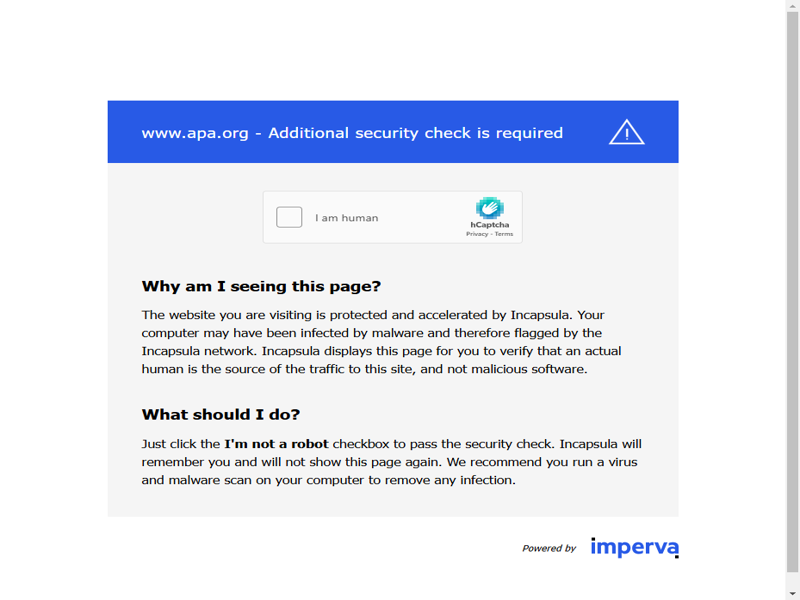 www.apa.org - Additional security check is required
I am human
hCaptcha
Privacy - Terms
Why am I seeing this page?
The website you are visiting is protected and accelerated by Incapsula. Your
computer may have been infected by malware and therefore flagged by the
Incapsula network. Incapsula displays this page for you to verify that an actual
human is the source of the traffic to this site, and not malicious software.
What should I do?
Just click the I'm not a robot checkbox to pass the security check. Incapsula will
remember you and will not show this page again. We recommend you run a virus
and malware scan on your computer to remove any infection.
Powered by imperva